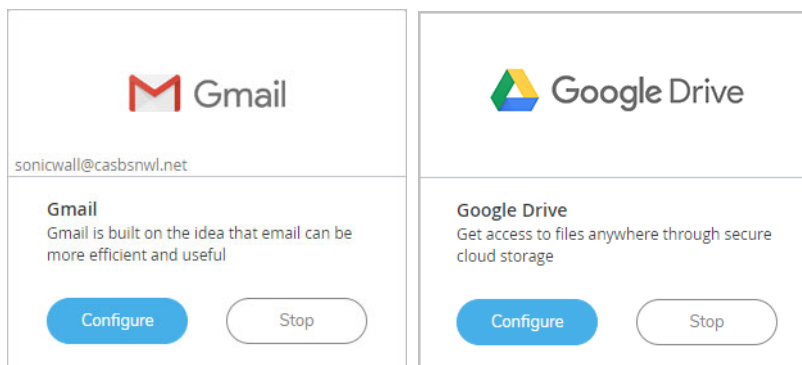 Gmail
sonicwall@casbsnwl.net
Gmail
Gmail is built on the idea that email can be
more efficient and useful
Configure
Stop
Google Drive
Google Drive
Get access to files anywhere through secure
cloud storage
Configure
Stop